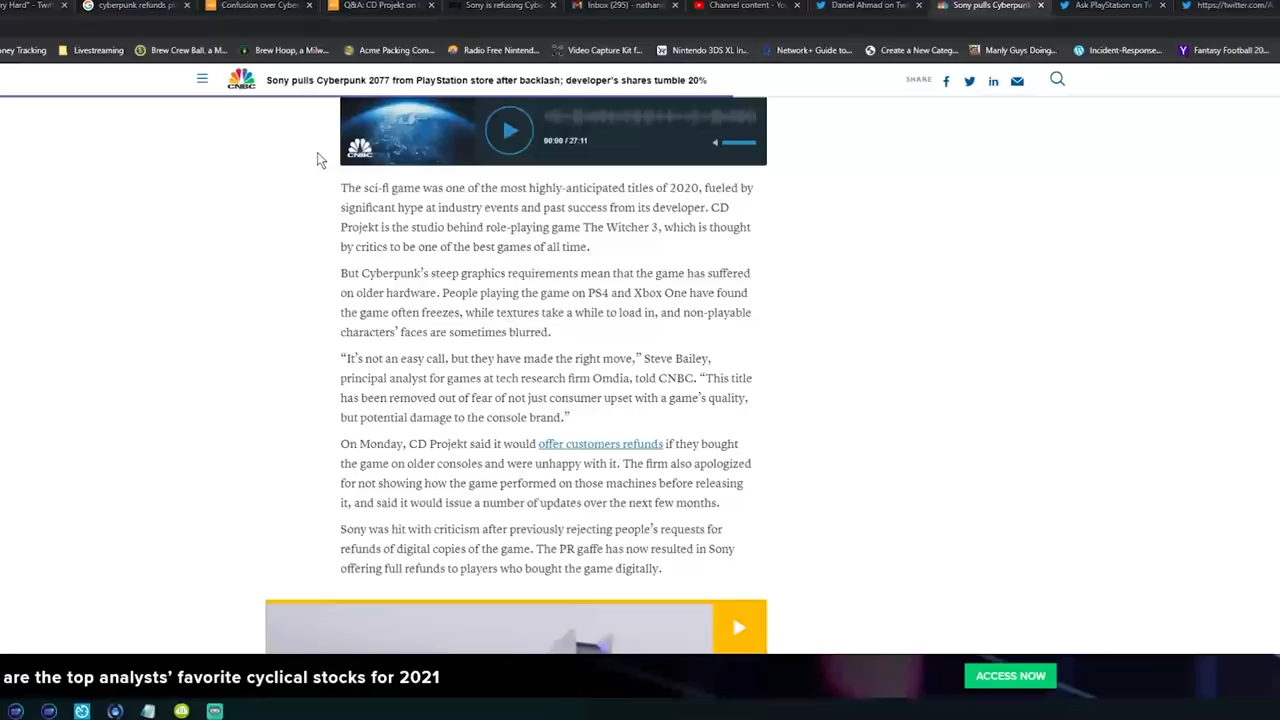 cyberpunk refunds pl
Confusion over Cyber
Q&A: CD Projekt on
Sony is refusing Cybe
Inbox (295) - nathan
Channel content - Yo
Daniel Ahmad on Tw
Sony pulls Cyberpunk
Ask PlayStation on Tw
https://twitter.com/A
ney Tracking
Livestreaming
Brew Crew Ball, a M...
Brew Hoop, a Milw...
Acme Packing Com...
Radio Free Nintend...
Video Capture Kit f...
Nintendo 3DS XL In...
Network+ Guide to...
Create a New Categ...
Manly Guys Doing...
Incident-Response...
Fantasy Football 20...
CNBC
Sony pulls Cyberpunk 2077 from PlayStation store after backlash; developer's shares tumble 20%
SHARE
CNBC
00:00 / 27:11
The sci-fi game was one of the most highly-anticipated titles of 2020, fueled by
significant hype at industry events and past success from its developer. CD
Projekt is the studio behind role-playing game The Witcher 3, which is thought
by critics to be one of the best games of all time.
But Cyberpunk's steep graphics requirements mean that the game has suffered
on older hardware. People playing the game on PS4 and Xbox One have found
the game often freezes, while textures take a while to load in, and non-playable
characters' faces are sometimes blurred.
“It's not an easy call, but they have made the right move,” Steve Bailey,
principal analyst for games at tech research firm Omdia, told CNBC. “This title
has been removed out of fear of not just consumer upset with a game's quality,
but potential damage to the console brand.”
On Monday, CD Projekt said it would offer customers refunds if they bought
the game on older consoles and were unhappy with it. The firm also apologized
for not showing how the game performed on those machines before releasing
it, and said it would issue a number of updates over the next few months.
Sony was hit with criticism after previously rejecting people's requests for
refunds of digital copies of the game. The PR gaffe has now resulted in Sony
offering full refunds to players who bought the game digitally.
are the top analysts' favorite cyclical stocks for 2021
ACCESS NOW